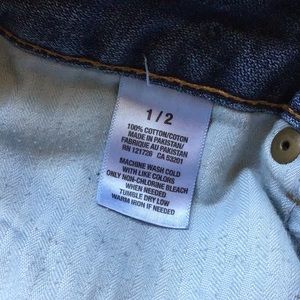 1/2
100% COTTON/COTON
MADE IN PAKISTAN/
FABRIQUE AU PAKISTAN
RN 121726 CA 53201
MACHINE WASH COLD
WITH LIKE COLORS
ONLY NON-CHLORINE BLEACH
WHEN NEEDED
TUMBLE DRY LOW
WARM IRON IF NEEDED